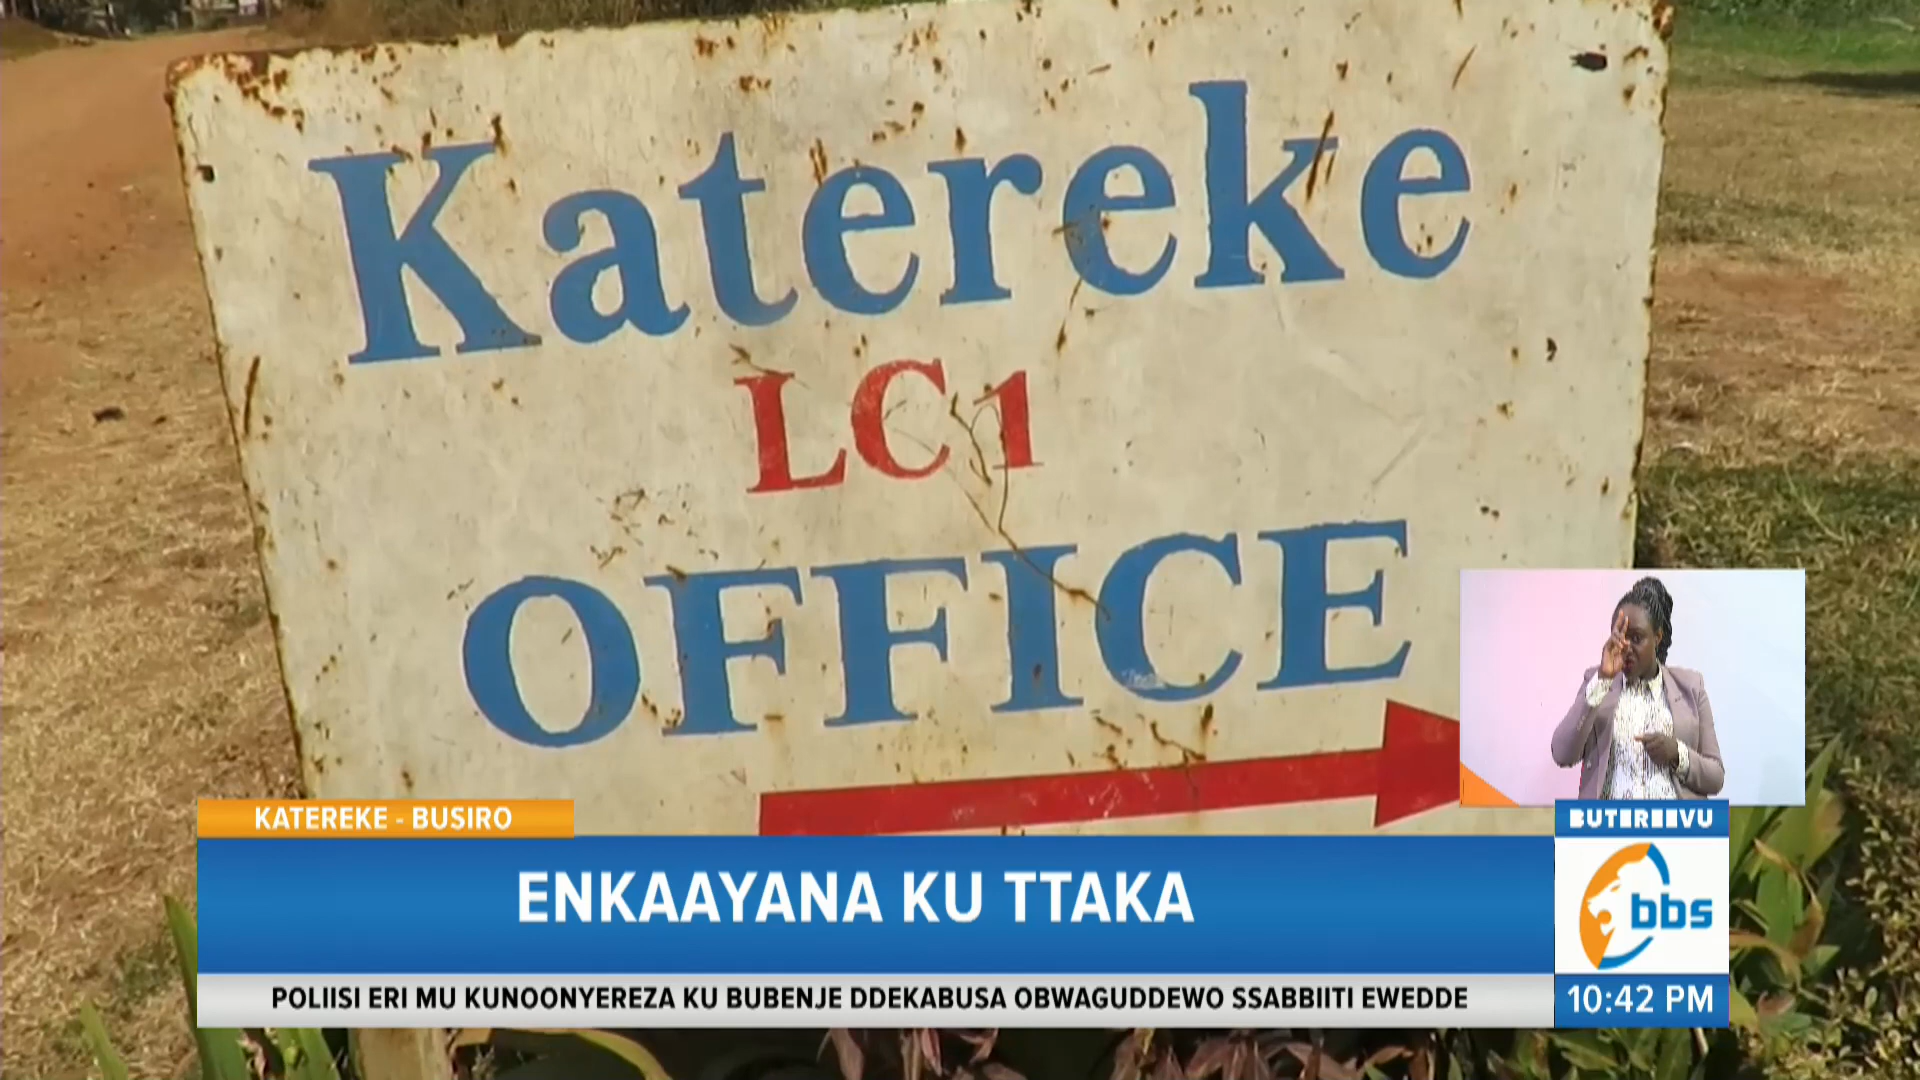 Katereke
LC1
OFFICE
KATEREKE - BUSIRO
ENKAAYANA KU TTAKA
POLIISI ERI MU KUNOONYEREZA KU BUBENJE DDEKABUSA OBWAGUDDEWO SSABBIITI EWEDDE
BUTEREEVU
bbs
10:42 PM